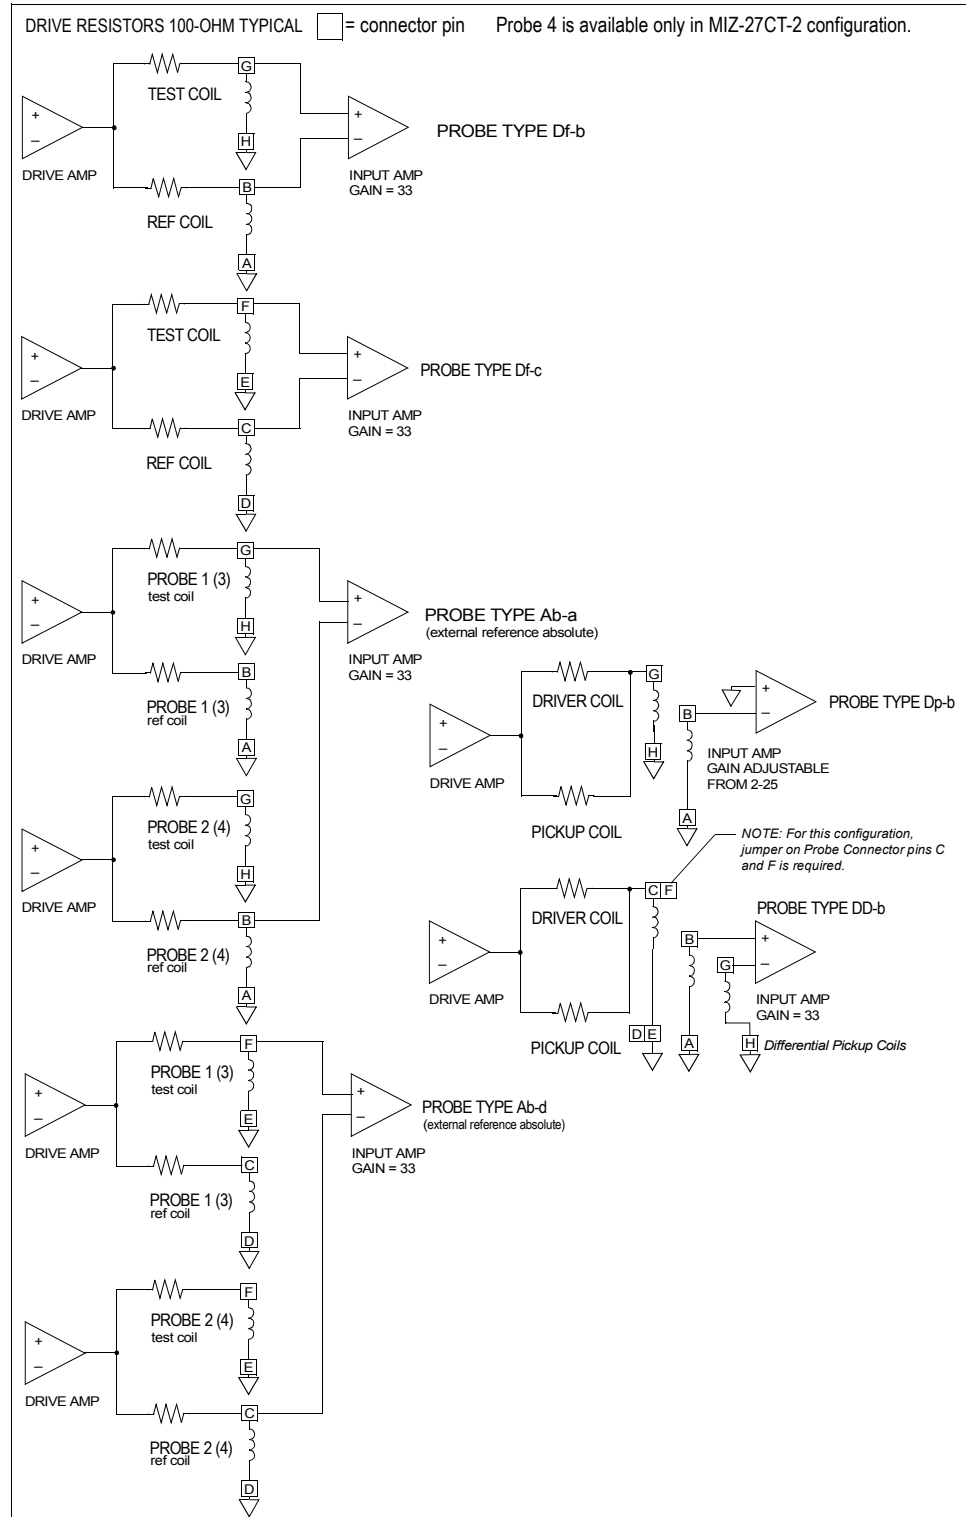 DRIVE RESISTORS 100-OHM TYPICAL = connector pin Probe 4 is available only in MIZ-27CT-2 configuration.
G
TEST COIL
+
−
H
+
−
PROBE TYPE Df-b
DRIVE AMP
B
INPUT AMP
GAIN = 33
REF COIL
A
F
TEST COIL
+
−
E
+
−
PROBE TYPE Df-c
DRIVE AMP
C
INPUT AMP
GAIN = 33
REF COIL
D
G
PROBE 1 (3)
test coil
+
−
H
+
−
PROBE TYPE Ab-a
(external reference absolute)
DRIVE AMP
B
INPUT AMP
GAIN = 33
PROBE 1 (3)
ref coil
A
G
PROBE 2 (4)
test coil
+
−
H
DRIVE AMP
B
PROBE 2 (4)
ref coil
A
G
DRIVER COIL
+
−
H
DRIVE AMP
PICKUP COIL
B
+
−
PROBE TYPE Dp-b
INPUT AMP
GAIN ADJUSTABLE
FROM 2-25
A
NOTE: For this configuration,
jumper on Probe Connector pins C
and F is required.
C F
DRIVER COIL
+
−
DRIVE AMP
PICKUP COIL
D E
PROBE TYPE DD-b
B
+
−
G
INPUT AMP
GAIN = 33
A
H
Differential Pickup Coils
F
PROBE 1 (3)
test coil
+
−
E
+
−
PROBE TYPE Ab-d
(external reference absolute)
DRIVE AMP
C
INPUT AMP
GAIN = 33
PROBE 1 (3)
ref coil
D
F
PROBE 2 (4)
test coil
+
−
E
DRIVE AMP
C
PROBE 2 (4)
ref coil
D